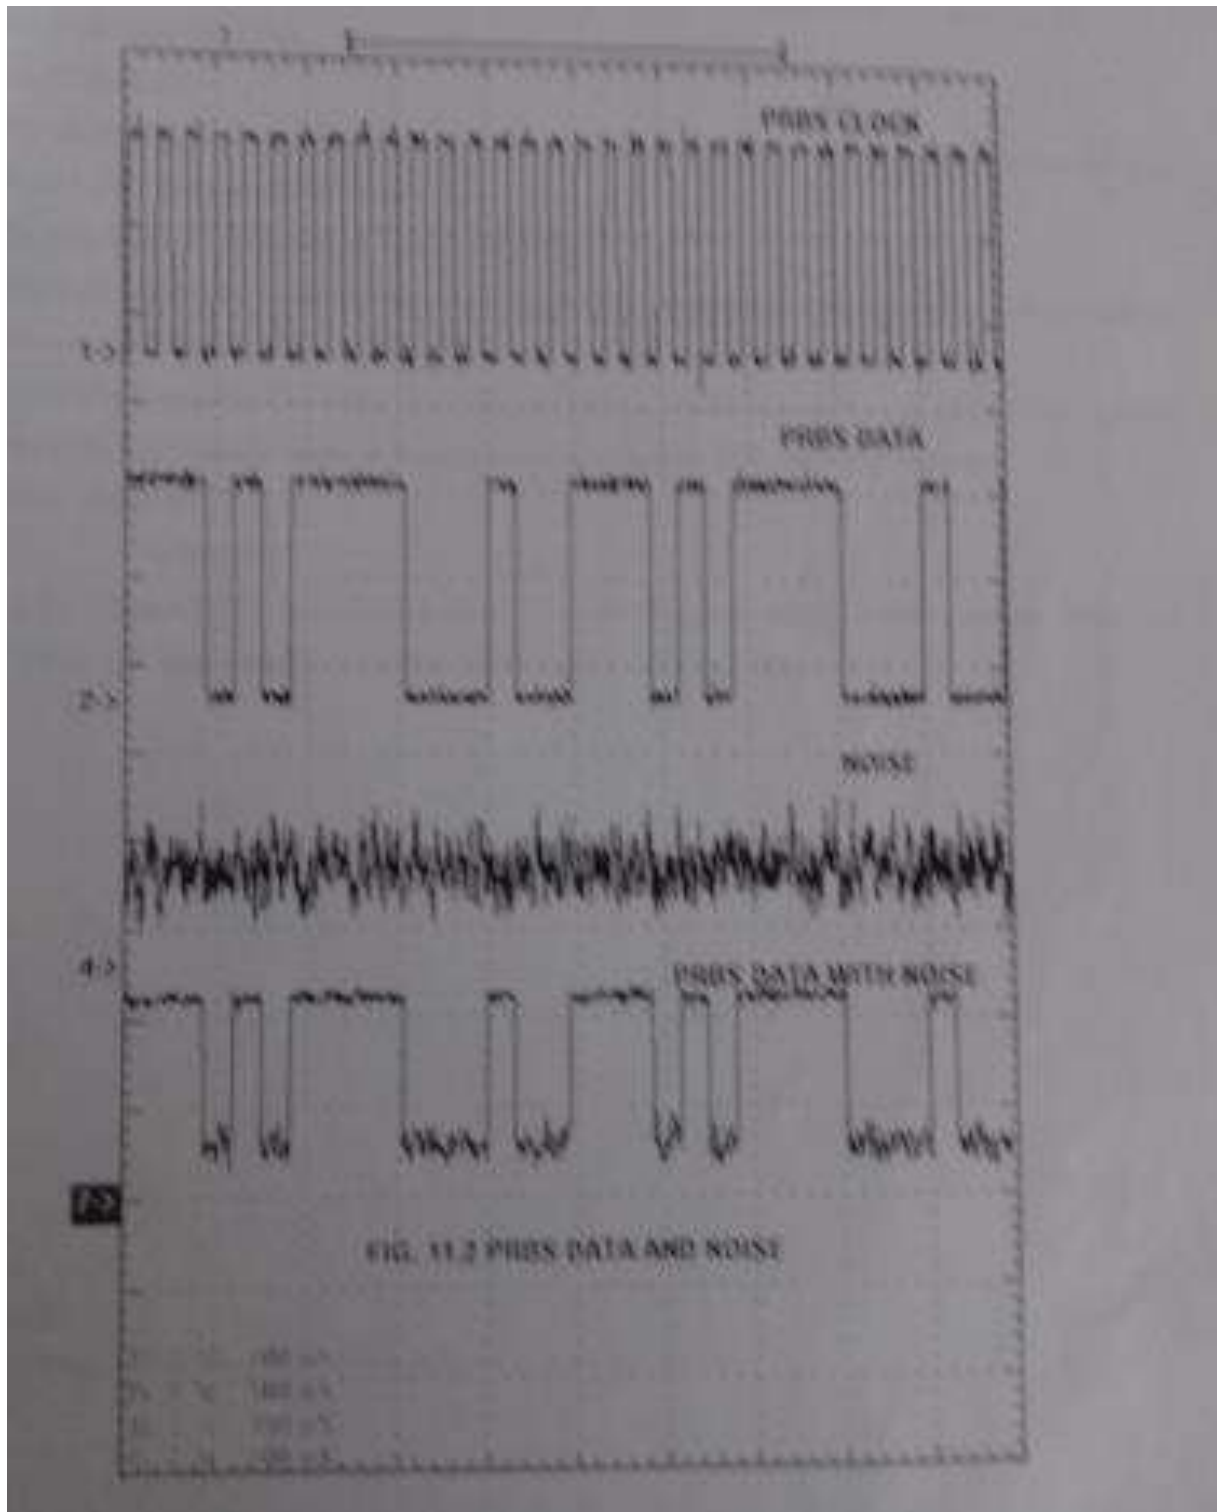 PRBS CLOCK
1->
PRBS DATA
2->
NOISE
4->
PRBS DATA WITH NOISE
FIG. 11.2 PRBS DATA AND NOISE